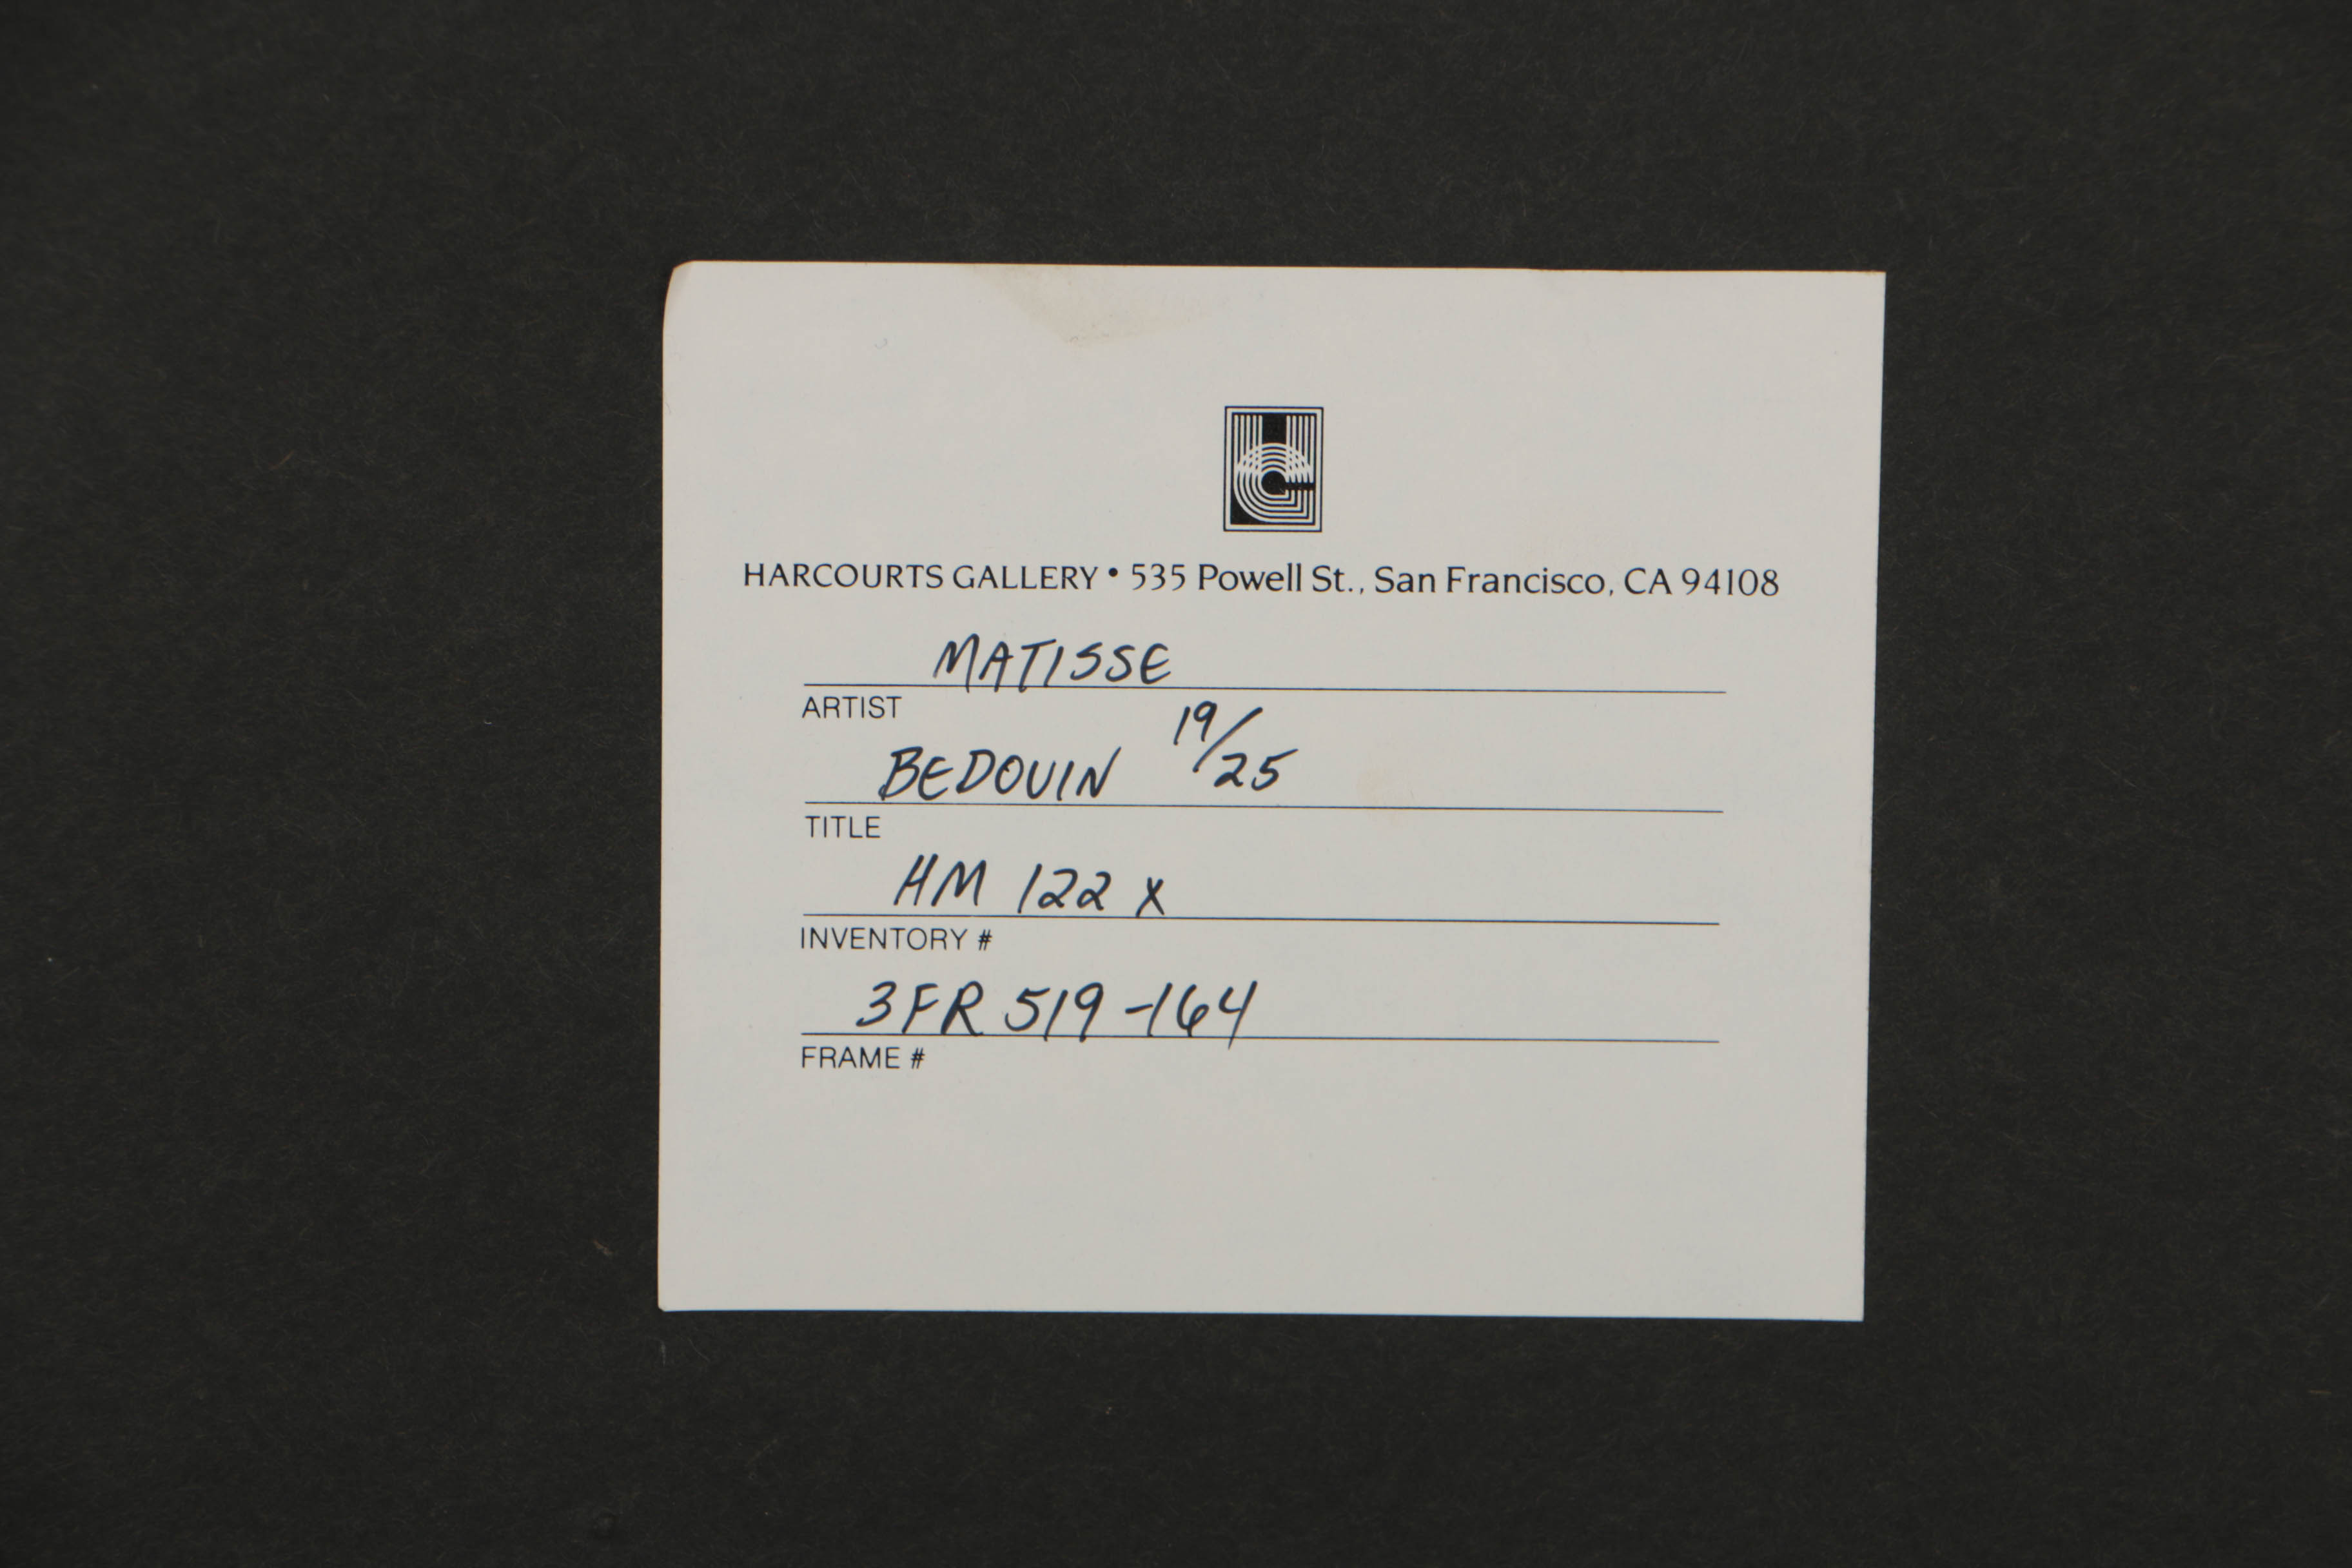 HARCOURTS GALLERY • 535 Powell St., San Francisco, CA 94108
MATISSE
ARTIST
BEDOUIN 19/25
TITLE
HM 122 X
INVENTORY #
3FR 519-164
FRAME #